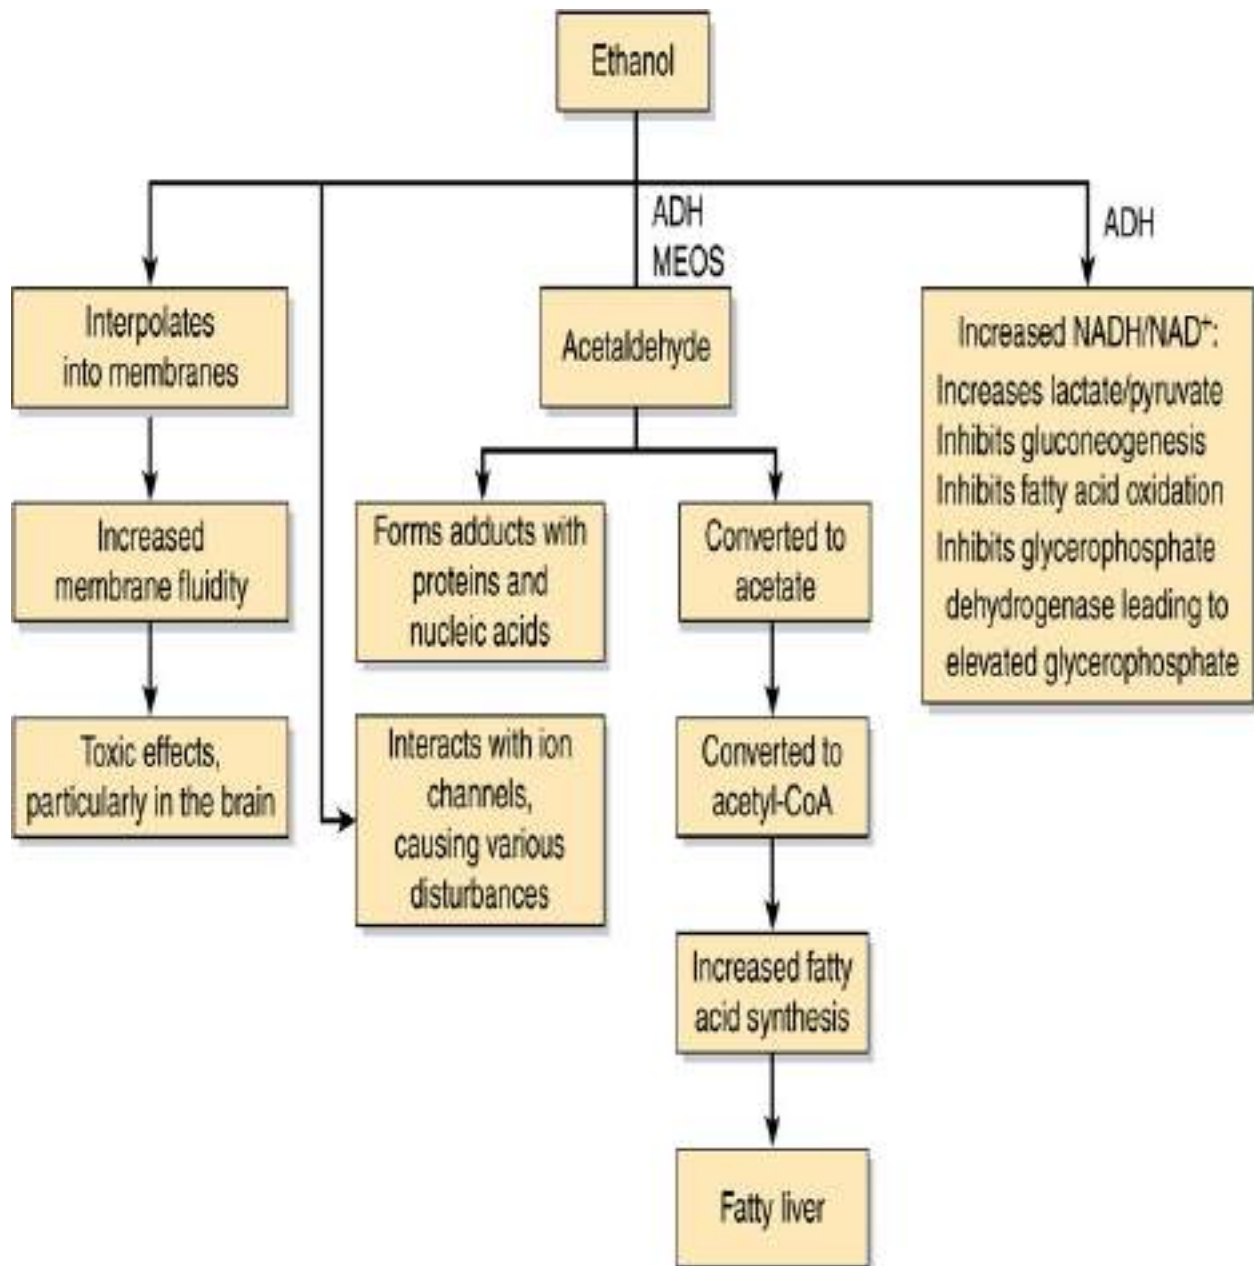 Ethanol
ADH
MEOS
ADH
Interpolates
into membranes
Acetaldehyde
Increased NADH/NAD⁺:
Increases lactate/pyruvate
Inhibits gluconeogenesis
Inhibits fatty acid oxidation
Inhibits glycerophosphate
dehydrogenase leading to
elevated glycerophosphate
Increased
membrane fluidity
Forms adducts with
proteins and
nucleic acids
Converted to
acetate
Toxic effects,
particularly in the brain
Interacts with ion
channels,
causing various
disturbances
Converted to
acetyl-CoA
Increased fatty
acid synthesis
Fatty liver